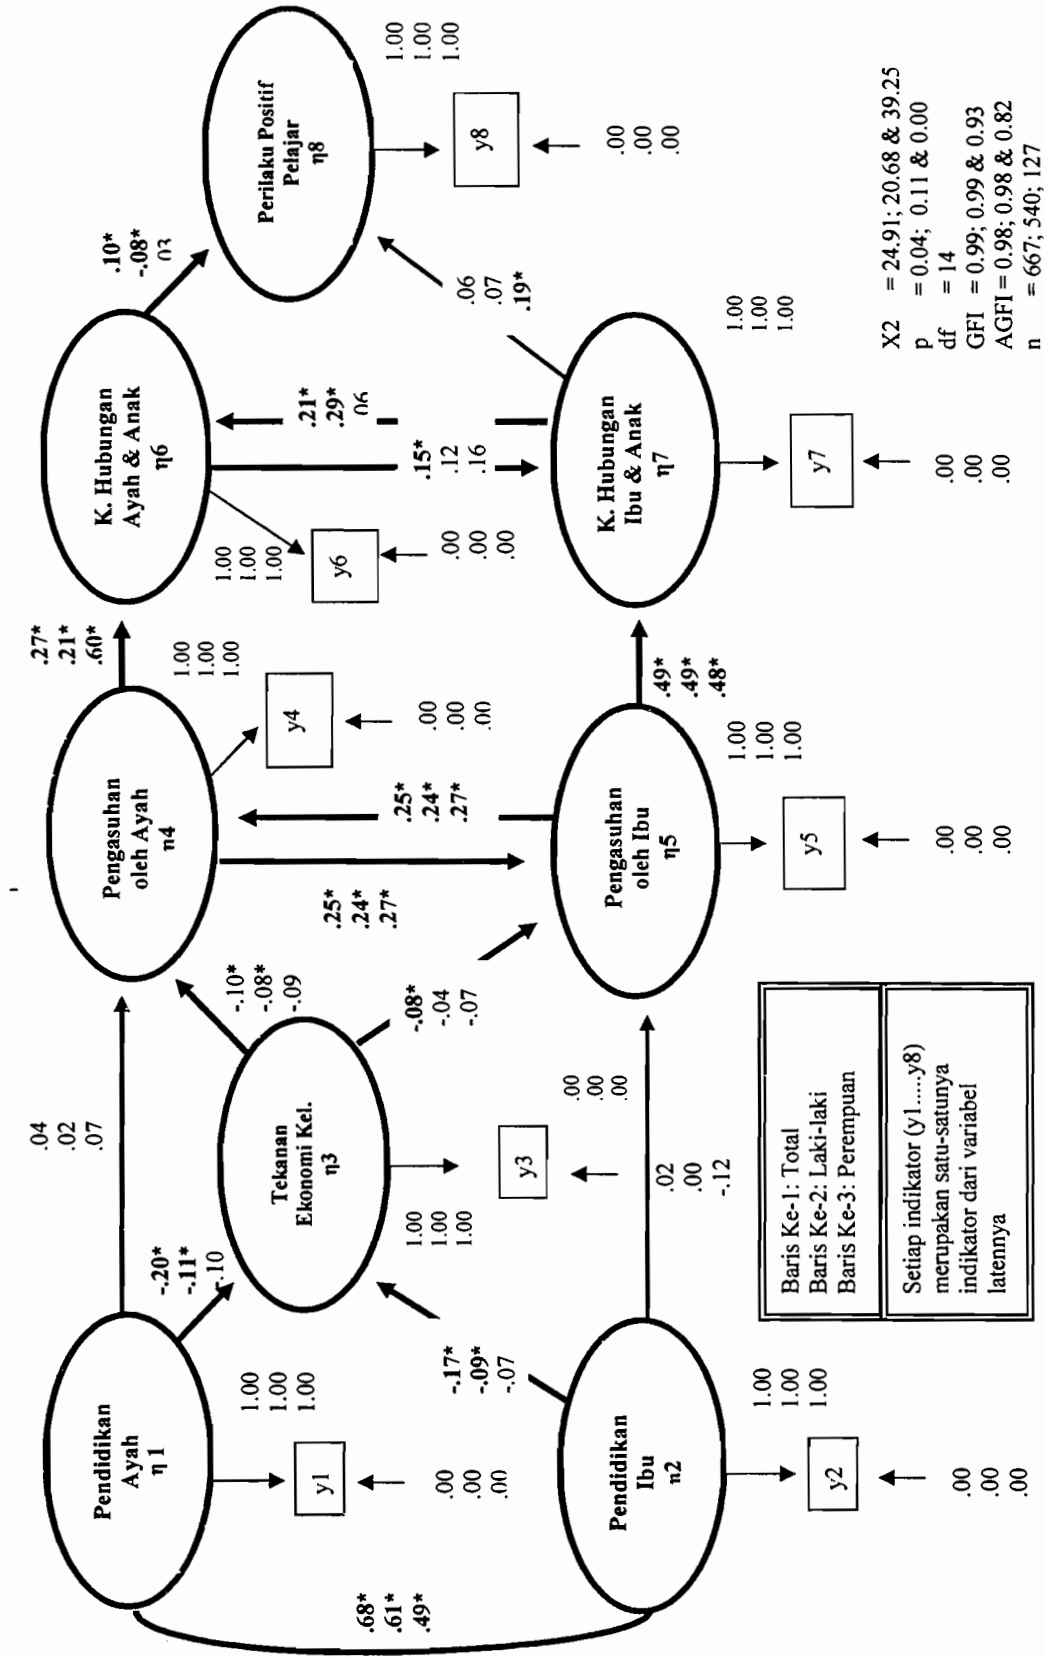 Pendidikan
Ayah
η 1
1.00
1.00
1.00
y1
.00
.00
.00
.68*
.61*
.49*
Pendidikan
Ibu
n2
1.00
1.00
1.00
y2
.00
.00
.00
.04
.02
.07
-.20*
-.11*
-.10
-.17*
-.09*
-.07
Tekanan
Ekonomi Kel.
η3
1.00
1.00
1.00
y3
.00
.00
.00
.02
.00
-.12
-.10*
-.08*
-.09
-.08*
-.04
-.07
Pengasuhan
oleh Ayah
n4
1.00
1.00
1.00
y4
.00
.00
.00
.25*
.24*
.27*
.25*
.24*
.27*
Pengasuhan
oleh Ibu
η5
1.00
1.00
1.00
y5
.00
.00
.00
.27*
.21*
.60*
.49*
.49*
.48*
K. Hubungan
Ayah & Anak
η6
1.00
1.00
1.00
y6
.00
.00
.00
.15*
.12
.16
.21*
.29*
.06
K. Hubungan
Ibu & Anak
η7
1.00
1.00
1.00
y7
.00
.00
.00
.10*
-.08*
.03
.06
.07
.19*
Perilaku Positif
Pelajar
η8
1.00
1.00
1.00
y8
.00
.00
.00
Baris Ke-1: Total
Baris Ke-2: Laki-laki
Baris Ke-3: Perempuan
Setiap indikator (y1.....y8)
merupakan satu-satunya
indikator dari variabel
latennya
X2 = 24.91; 20.68 & 39.25
p = 0.04; 0.11 & 0.00
df = 14
GFI = 0.99; 0.99 & 0.93
AGFI = 0.98; 0.98 & 0.82
n = 667; 540; 127